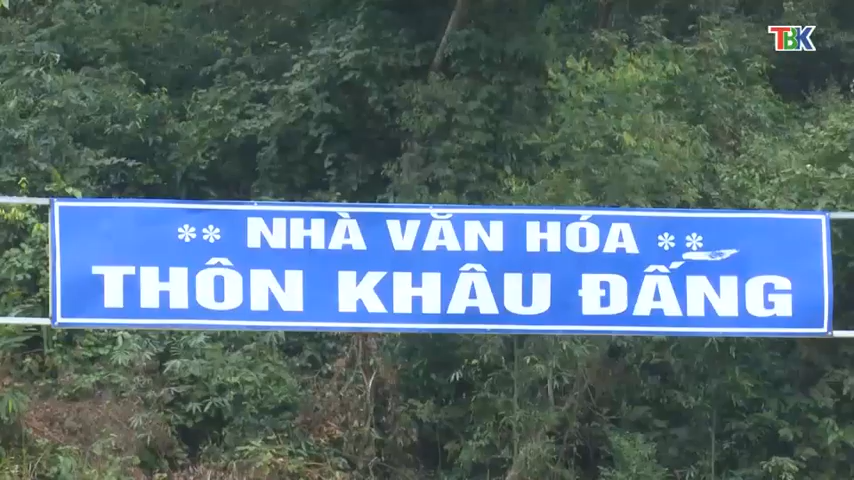 TBK
** NHÀ VĂN HÓA **
THÔN KHÂU ĐẤNG